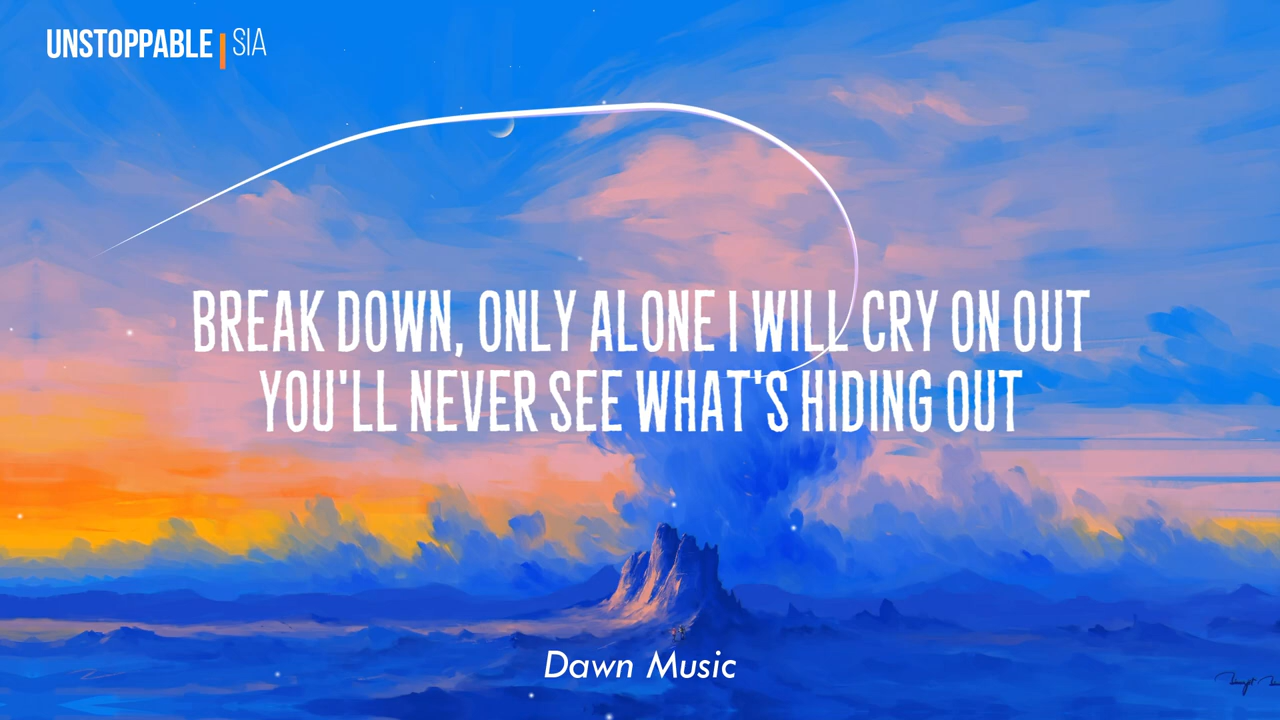 UNSTOPPABLE | SIA
BREAK DOWN, ONLY ALONE I WILL CRY ON OUT
YOU'LL NEVER SEE WHAT'S HIDING OUT
Dawn Music